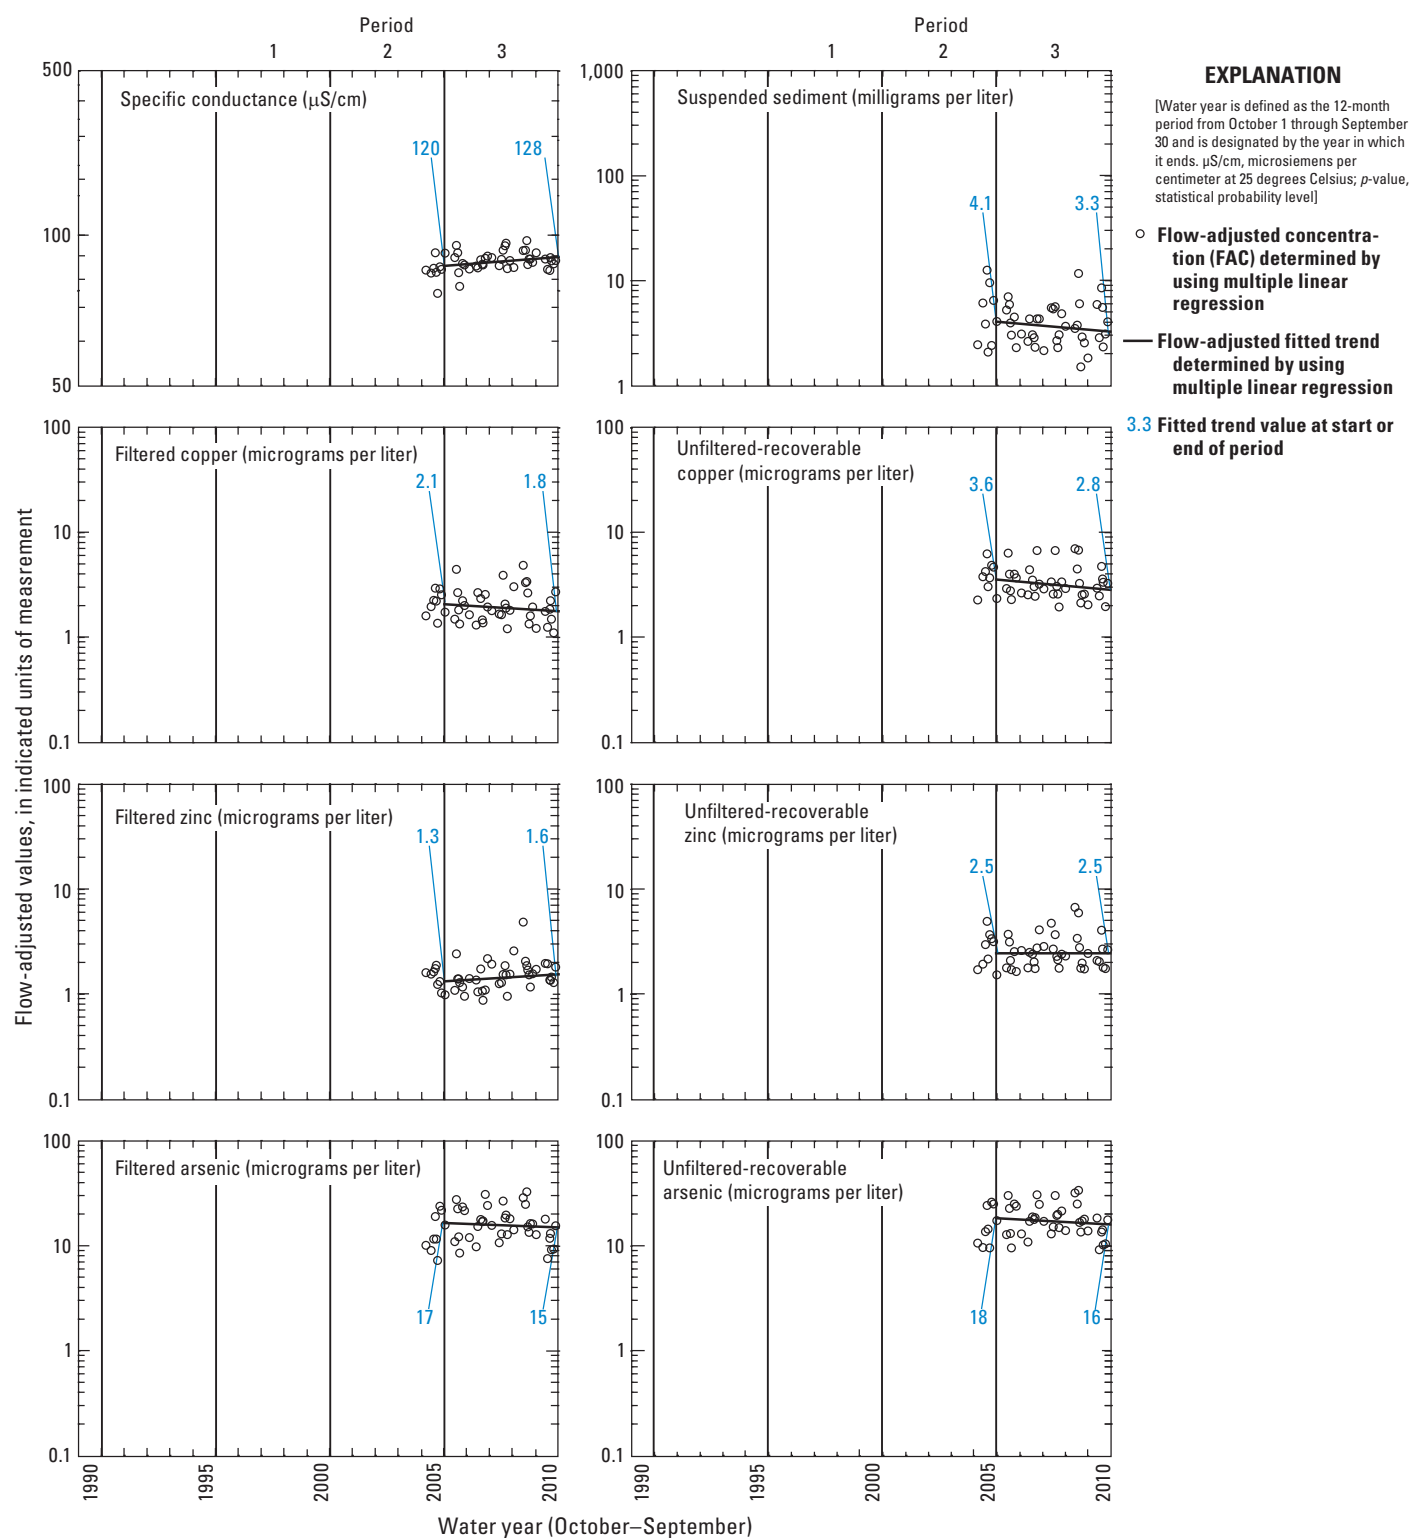 Period
1 2 3
Period
1 2 3
500
100
50
Specific conductance (µS/cm)
120
128
1,000
100
10
1
Suspended sediment (milligrams per liter)
4.1
3.3
EXPLANATION
[Water year is defined as the 12-month
period from October 1 through September
30 and is designated by the year in which
it ends. µS/cm, microsiemens per
centimeter at 25 degrees Celsius; p-value,
statistical probability level]
Flow-adjusted concentra-
tion (FAC) determined by
using multiple linear
regression
Flow-adjusted fitted trend
determined by using
multiple linear regression
3.3 Fitted trend value at start or
end of period
Flow-adjusted values, in indicated units of measrement
100
10
1
0.1
Filtered copper (micrograms per liter)
2.1
1.8
100
10
1
0.1
Unfiltered-recoverable
copper (micrograms per liter)
3.6
2.8
100
10
1
0.1
Filtered zinc (micrograms per liter)
1.3
1.6
100
10
1
0.1
Unfiltered-recoverable
zinc (micrograms per liter)
2.5
2.5
100
10
1
0.1
Filtered arsenic (micrograms per liter)
17
15
100
10
1
0.1
Unfiltered-recoverable
arsenic (micrograms per liter)
18
16
1990 1995 2000 2005 2010
1990 1995 2000 2005 2010
Water year (October–September)